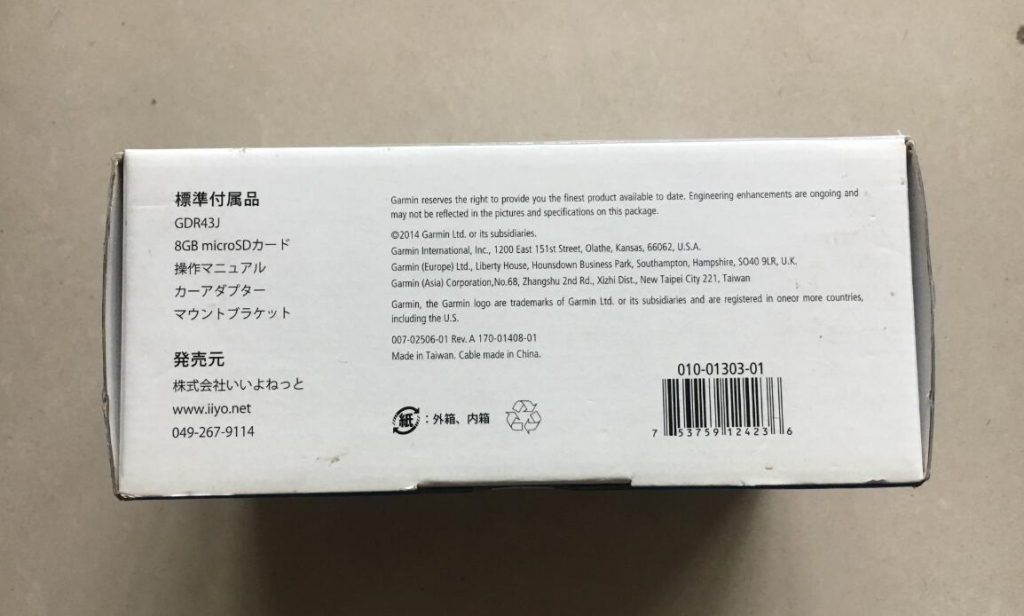 標準付属品
GDR43J
8GB microSDカード
操作マニュアル
カーアダプター
マウントブラケット
発売元
株式会社いいよねっと
www.iiyo.net
049-267-9114
Garmin reserves the right to provide you the finest product available to date. Engineering enhancements are ongoing and
may not be reflected in the pictures and specifications on this package.
©2014 Garmin Ltd. or its subsidiaries.
Garmin International, Inc., 1200 East 151st Street, Olathe, Kansas, 66062, U.S.A.
Garmin (Europe) Ltd., Liberty House, Hounsdown Business Park, Southampton, Hampshire, SO40 9LR, U.K.
Garmin (Asia) Corporation,No.68, Zhangshu 2nd Rd., Xizhi Dist., New Taipei City 221, Taiwan
Garmin, the Garmin logo are trademarks of Garmin Ltd. or its subsidiaries and are registered in oneor more countries,
including the U.S.
007-02506-01 Rev. A 170-01408-01
Made in Taiwan. Cable made in China.
紙：外箱、内箱
010-01303-01
7 53759 12423 6